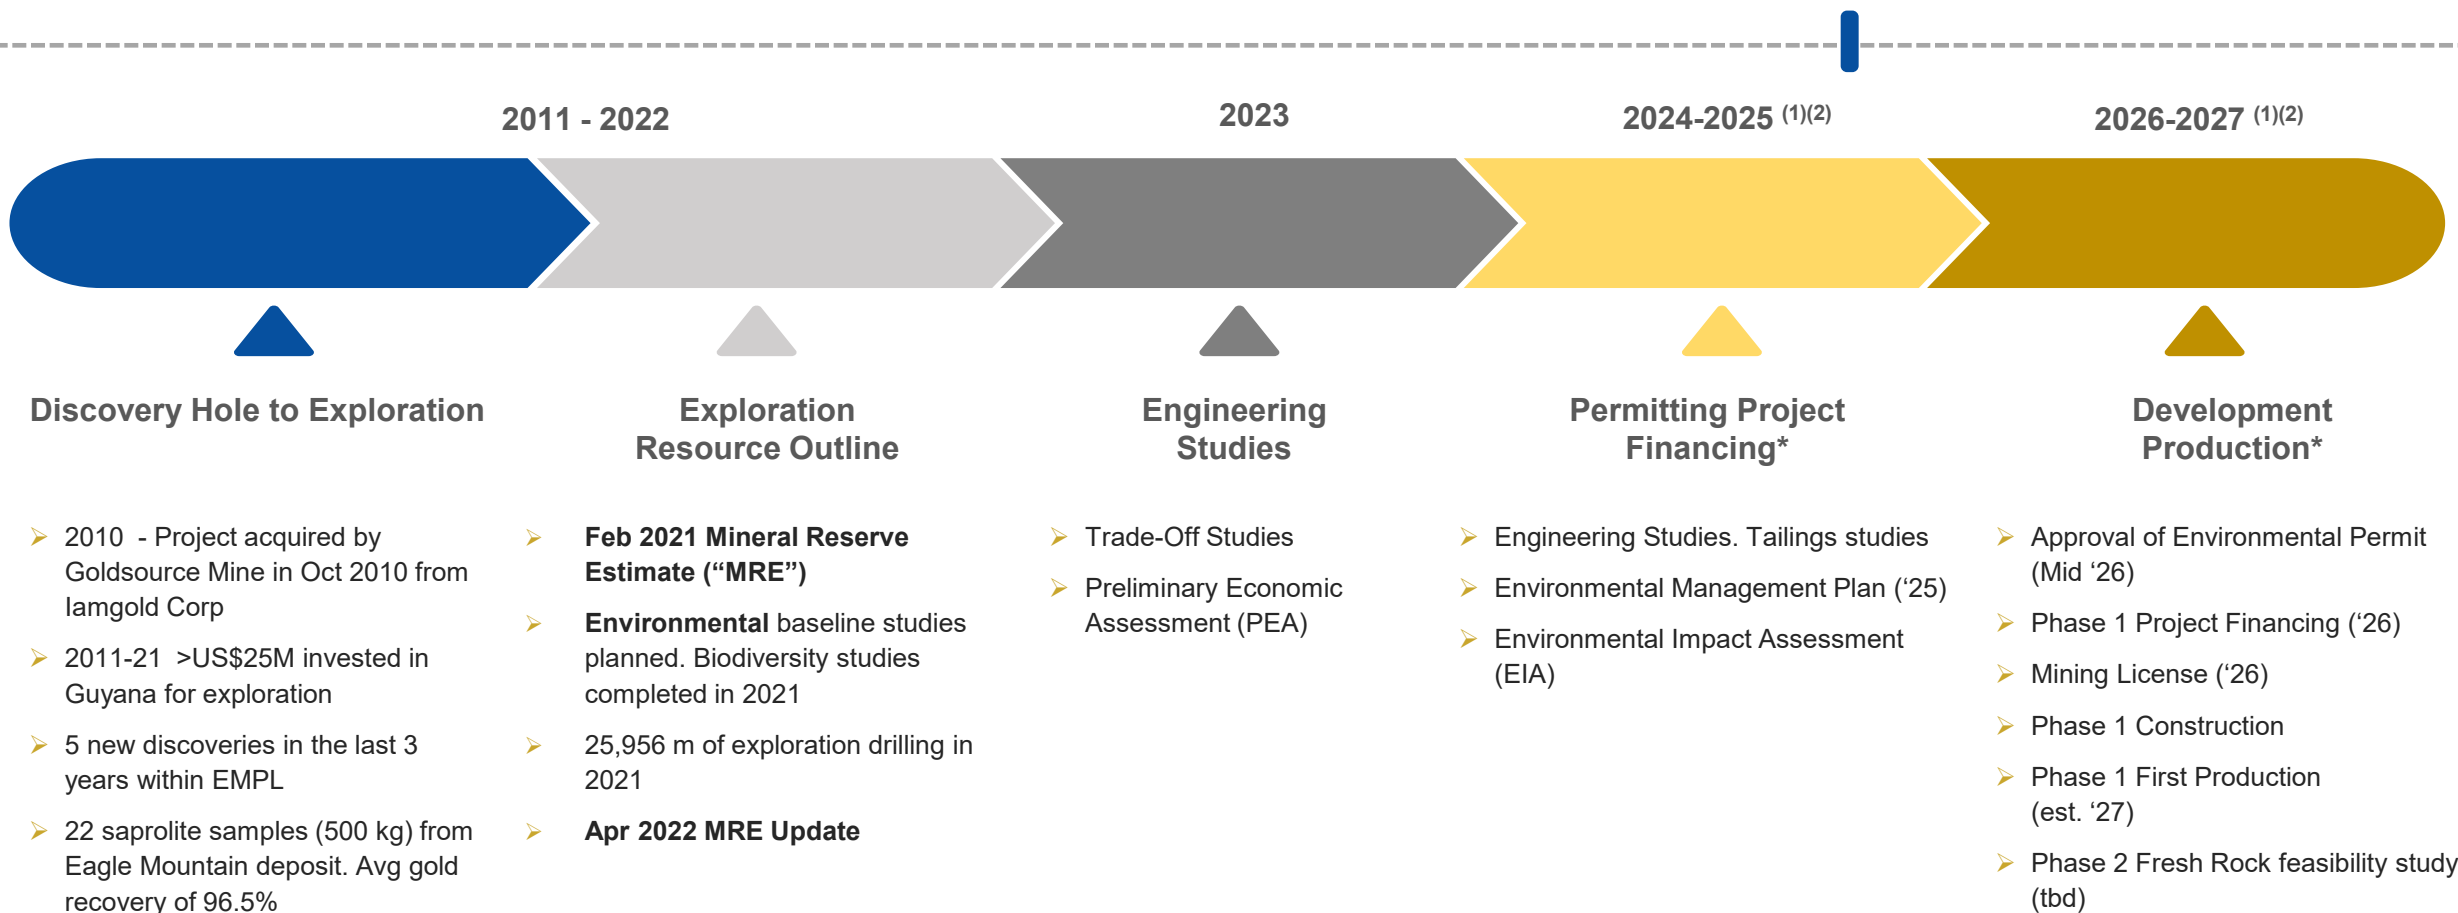 2011 - 2022
2023
2024-2025 (1)(2)
2026-2027 (1)(2)
Discovery Hole to Exploration
2010  - Project acquired by
Goldsource Mine in Oct 2010 from
Iamgold Corp
2011-21  >US$25M invested in
Guyana for exploration
5 new discoveries in the last 3
years within EMPL
22 saprolite samples (500 kg) from
Eagle Mountain deposit. Avg gold
recovery of 96.5%
Exploration
Resource Outline
Feb 2021 Mineral Reserve
Estimate (“MRE”)
Environmental baseline studies
planned. Biodiversity studies
completed in 2021
25,956 m of exploration drilling in
2021
Apr 2022 MRE Update
Engineering
Studies
Trade-Off Studies
Preliminary Economic
Assessment (PEA)
Permitting Project
Financing*
Engineering Studies. Tailings studies
Environmental Management Plan (‘25)
Environmental Impact Assessment
(EIA)
Development
Production*
Approval of Environmental Permit
(Mid ‘26)
Phase 1 Project Financing (‘26)
Mining License (‘26)
Phase 1 Construction
Phase 1 First Production
(est. ‘27)
Phase 2 Fresh Rock feasibility study
(tbd)